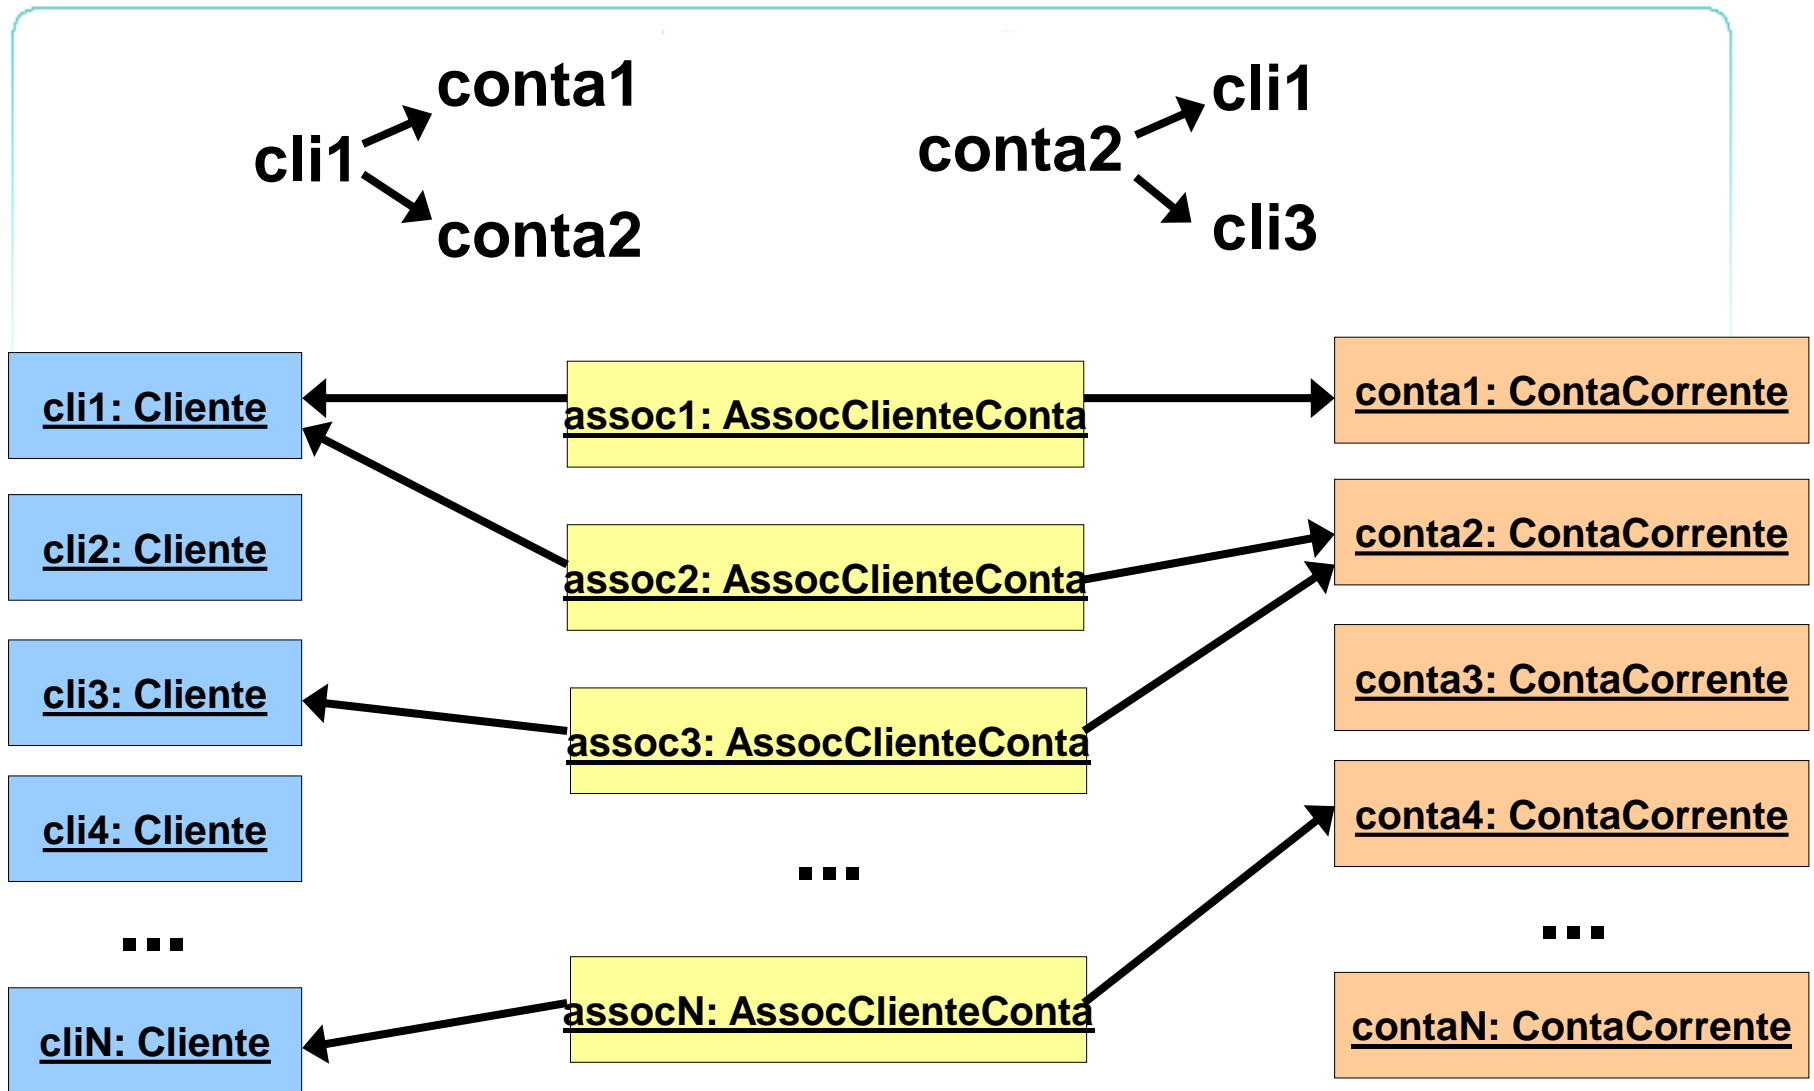 conta1
cli1
conta2
cli1
conta2
cli3
cli1: Cliente
assoc1: AssocClienteConta
conta1: ContaCorrente
cli2: Cliente
assoc2: AssocClienteConta
conta2: ContaCorrente
cli3: Cliente
assoc3: AssocClienteConta
conta3: ContaCorrente
cli4: Cliente
...
conta4: ContaCorrente
...
...
cliN: Cliente
assocN: AssocClienteConta
contaN: ContaCorrente